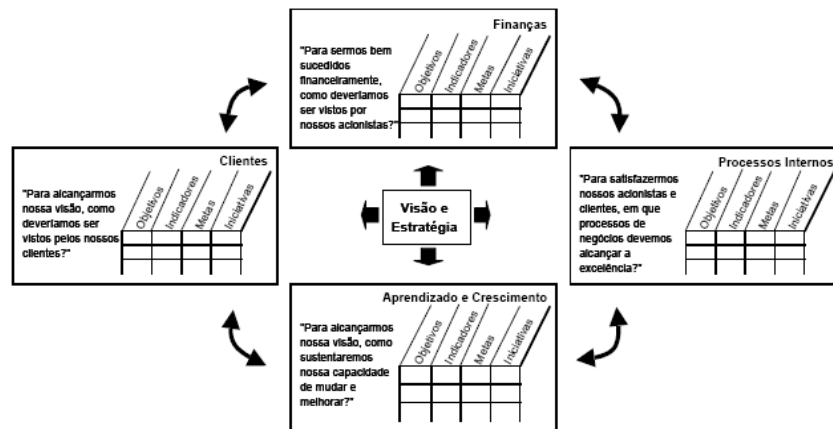 Finanças
"Para sermos bem
sucedidos
financeiramente,
como deveríamos
ser vistos por
nossos acionistas?"
Objetivos
Indicadores
Metas
Iniciativas
Clientes
"Para alcançarmos
nossa visão, como
deveríamos ser
vistos pelos nossos
clientes?"
Objetivos
Indicadores
Metas
Iniciativas
Visão e
Estratégia
Processos Internos
"Para satisfazermos
nossos acionistas e
clientes, em que
processos de
negócios devemos
alcançar a
excelência?"
Objetivos
Indicadores
Metas
Iniciativas
Aprendizado e Crescimento
"Para alcançarmos
nossa visão, como
sustentaremos
nossa capacidade
de mudar e
melhorar?"
Objetivos
Indicadores
Metas
Iniciativas